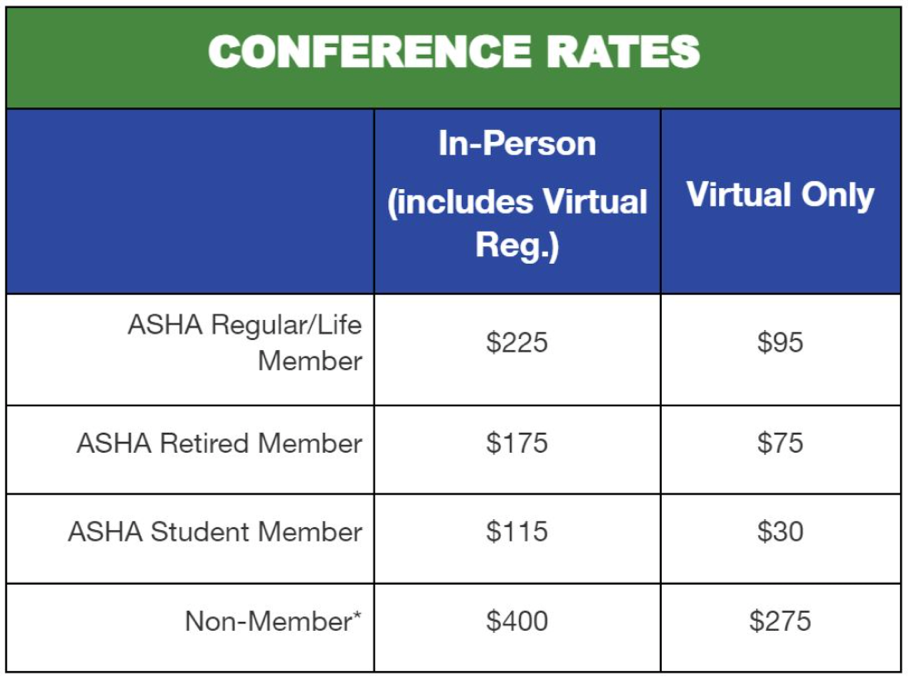 CONFERENCE RATES
In-Person
(includes Virtual
Reg.)
Virtual Only
ASHA Regular/Life
Member
$225
$95
ASHA Retired Member
$175
$75
ASHA Student Member
$115
$30
Non-Member*
$400
$275